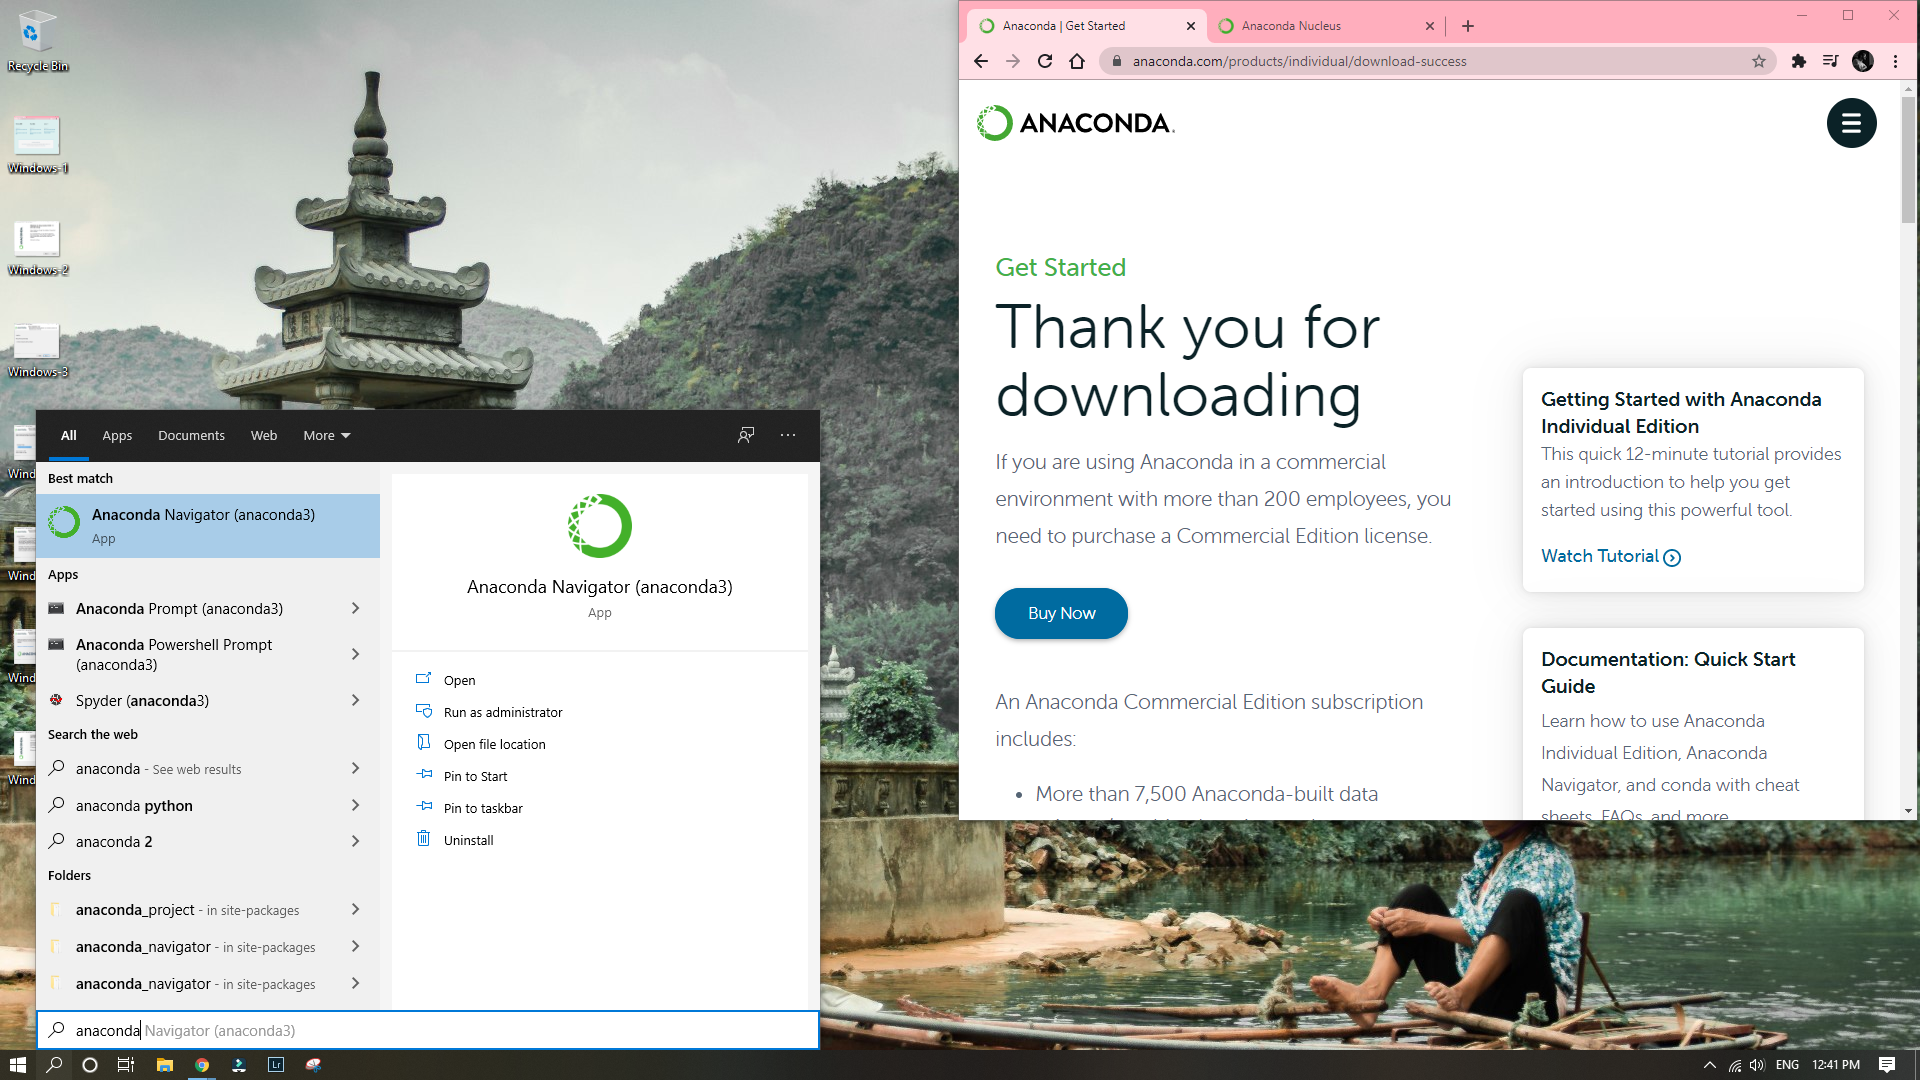 Recycle Bin
Windows-1
Windows-2
Windows-3
Wind
Wind
Wind
Wind
All Apps Documents Web More
Best match
Anaconda Navigator (anaconda3)
App
Apps
Anaconda Prompt (anaconda3)
Anaconda Powershell Prompt
(anaconda3)
Spyder (anaconda3)
Search the web
anaconda - See web results
anaconda python
anaconda 2
Folders
anaconda_project - in site-packages
anaconda_navigator - in site-packages
anaconda_navigator - in site-packages
anaconda Navigator (anaconda3)
Anaconda Navigator (anaconda3)
App
Open
Run as administrator
Open file location
Pin to Start
Pin to taskbar
Uninstall
Anaconda | Get Started
Anaconda Nucleus
anaconda.com/products/individual/download-success
ANACONDA.
Get Started
Thank you for
downloading
If you are using Anaconda in a commercial
environment with more than 200 employees, you
need to purchase a Commercial Edition license.
Buy Now
An Anaconda Commercial Edition subscription
includes:
• More than 7,500 Anaconda-built data
Getting Started with Anaconda
Individual Edition
This quick 12-minute tutorial provides
an introduction to help you get
started using this powerful tool.
Watch Tutorial
Documentation: Quick Start
Guide
Learn how to use Anaconda
Individual Edition, Anaconda
Navigator, and conda with cheat
sheets, FAQs, and more
Lr
ENG 12:41 PM